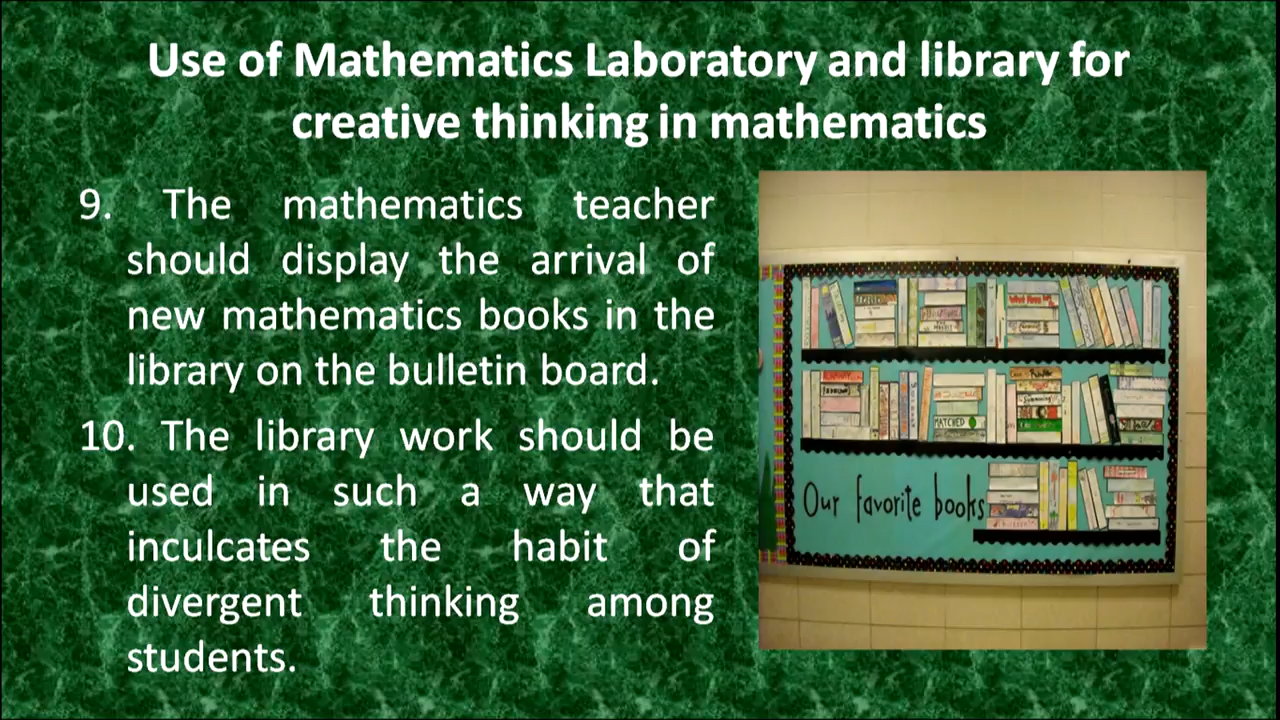 Use of Mathematics Laboratory and library for
creative thinking in mathematics
9. The mathematics teacher
should display the arrival of
new mathematics books in the
library on the bulletin board.
10. The library work should be
used in such a way that
inculcates the habit of
divergent thinking among
students.
MATCHED
Our favorite books